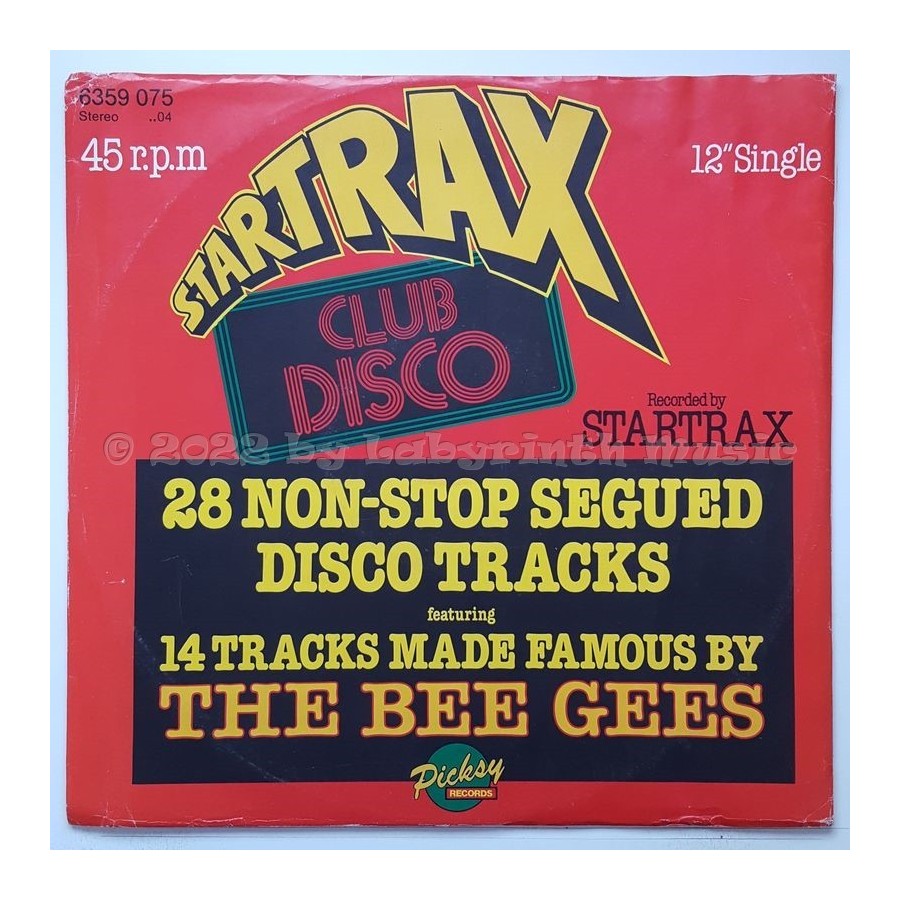 6359 075
Stereo ..04
45 r.p.m
12" Single
STARTRAX
CLUB
DISCO
Recorded by
STARTRAX
© 2022 by Labyrinth Music
28 NON-STOP SEGUED
DISCO TRACKS
featuring
14 TRACKS MADE FAMOUS BY
THE BEE GEES
Picksy
RECORDS